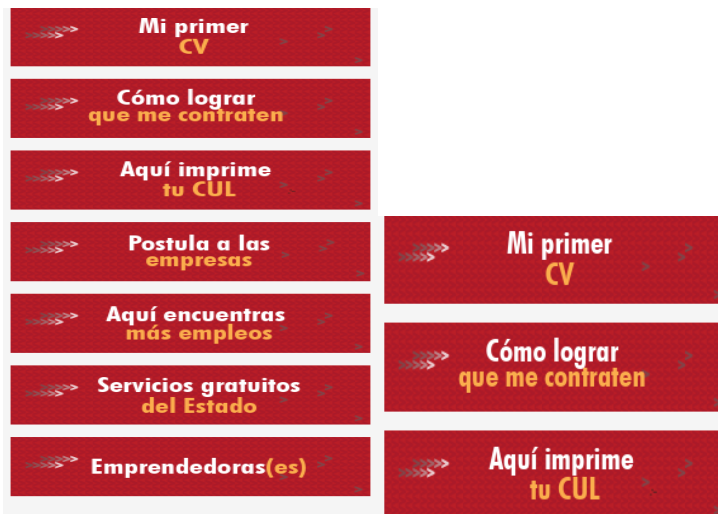 Mi primer
CV
Cómo lograr
que me contraten
Aquí imprime
tu CUL
Postula a las
empresas
Aquí encuentras
más empleos
Servicios gratuitos
del Estado
Emprendedoras(es)
Mi primer
CV
Cómo lograr
que me contraten
Aquí imprime
tu CUL